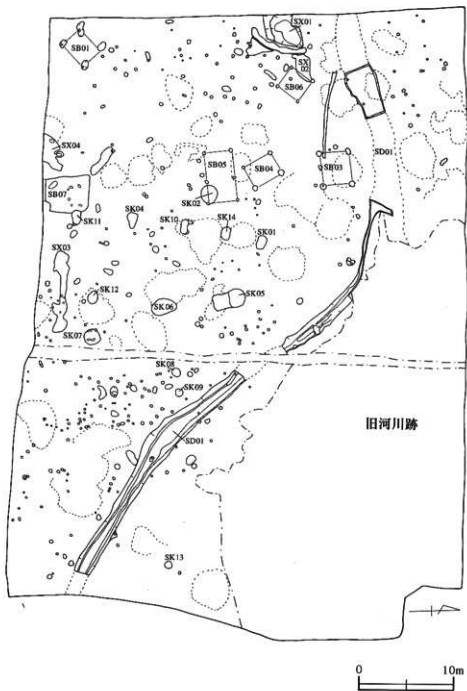 SX01
SB01
SX02
SB06
SX04
SB05
SB04
SB03
SD01
SB07
SK02
SK11
SK04
SK10
SK14
SK01
SX03
SK12
SK06
SK05
SK07
SK08
SK09
旧河川跡
SD01
SK13
0 10m